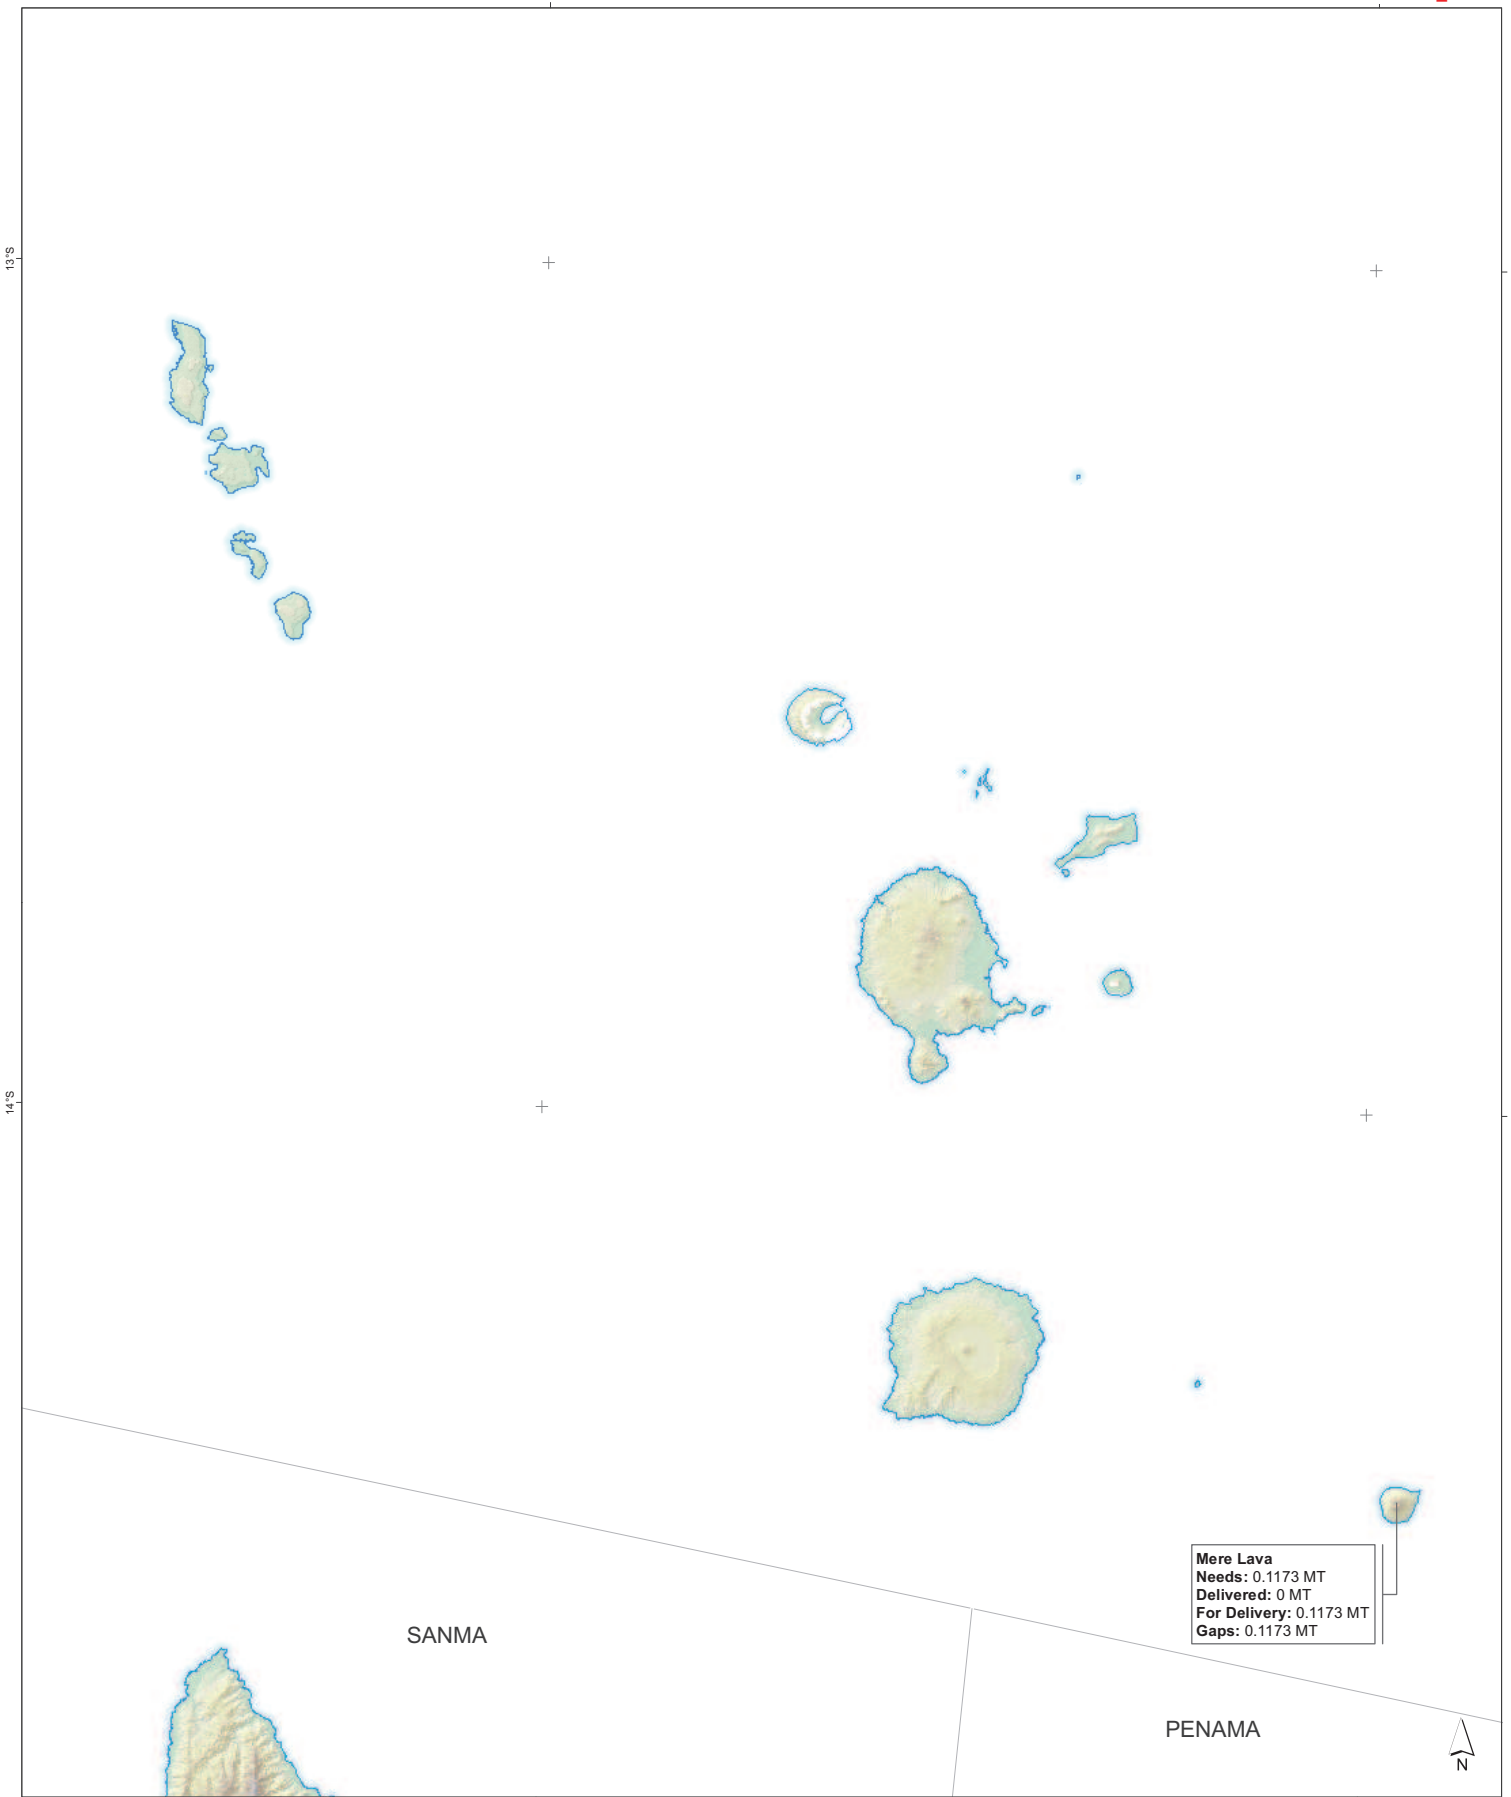 13°S
14°S
Mere Lava
Needs: 0.1173 MT
Delivered: 0 MT
For Delivery: 0.1173 MT
Gaps: 0.1173 MT
SANMA
PENAMA
N